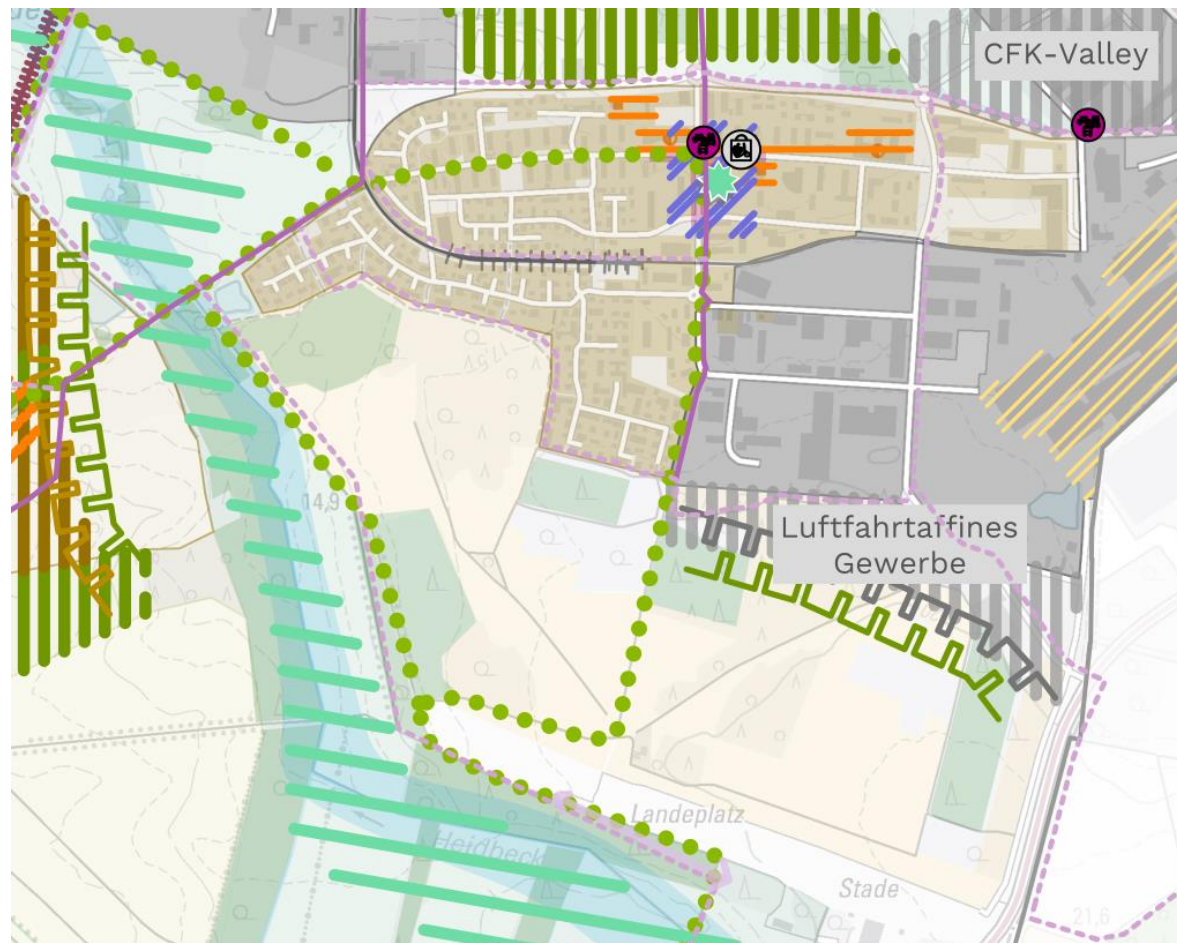 CFK-Valley
14,9
Luftfahrtaffines
Gewerbe
Landeplatz
Heidbeck
Stade
21,6